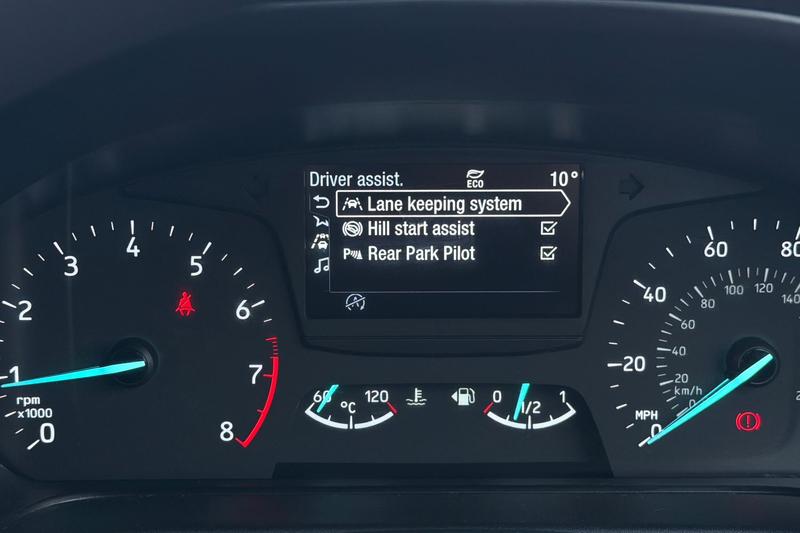 Driver assist. ECO 10°
Lane keeping system
Hill start assist
P Rear Park Pilot
0 1 2 3 4 5 6 7 8
rpm
x1000
60 120
°C
0 1/2 1
0 20 40 60 80
MPH
0 20 40 60 80 100 120 140
km/h